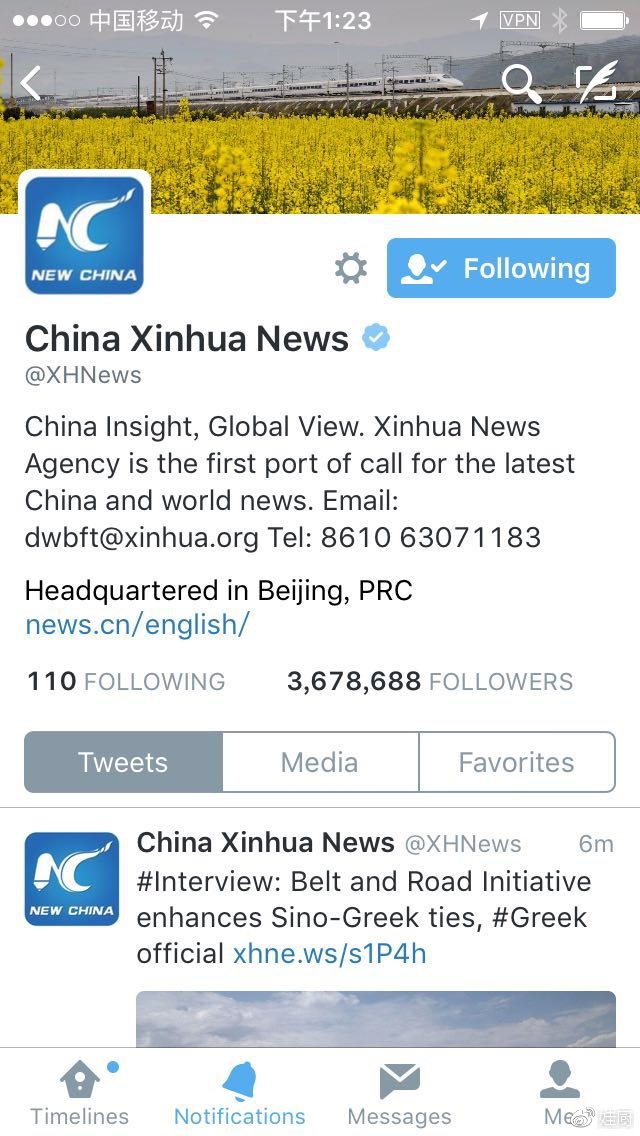 中国移动 下午1:23 VPN
NEW CHINA
Following
China Xinhua News
@XHNews
China Insight, Global View. Xinhua News
Agency is the first port of call for the latest
China and world news. Email:
dwbft@xinhua.org Tel: 8610 63071183
Headquartered in Beijing, PRC
news.cn/english/
110 FOLLOWING 3,678,688 FOLLOWERS
Tweets Media Favorites
China Xinhua News @XHNews 6m
#Interview: Belt and Road Initiative
enhances Sino-Greek ties, #Greek
official xhne.ws/s1P4h
NEW CHINA
Timelines Notifications Messages Me